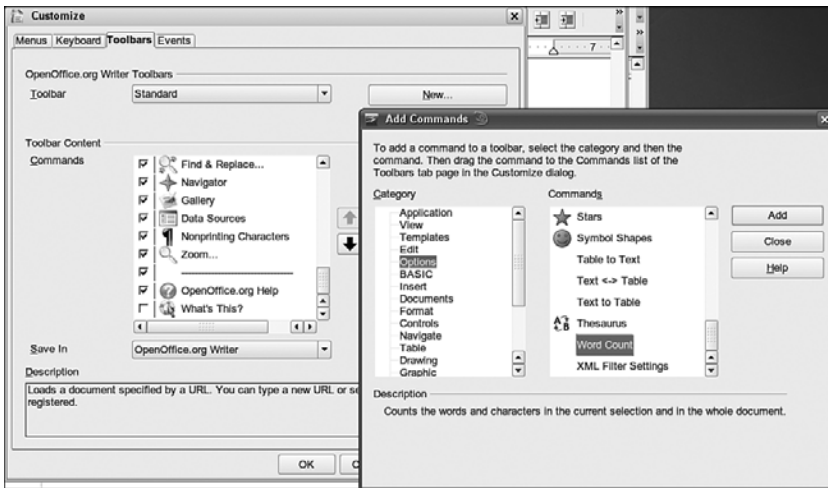 Customize
Menus Keyboard Toolbars Events
OpenOffice.org Writer Toolbars
Toolbar Standard New...
Toolbar Content
Commands
Find & Replace...
Navigator
Gallery
Data Sources
Nonprinting Characters
Zoom...
OpenOffice.org Help
What's This?
Save In OpenOffice.org Writer
Description
Loads a document specified by a URL. You can type a new URL or se
registered.
OK C
7
Add Commands
To add a command to a toolbar, select the category and then the
command. Then drag the command to the Commands list of the
Toolbars tab page in the Customize dialog.
Category
Application
View
Templates
Edit
Options
BASIC
Insert
Documents
Format
Controls
Navigate
Table
Drawing
Graphic
Commands
Stars
Symbol Shapes
Table to Text
Text <-> Table
Text to Table
Thesaurus
Word Count
XML Filter Settings
Add
Close
Help
Description
Counts the words and characters in the current selection and in the whole document.